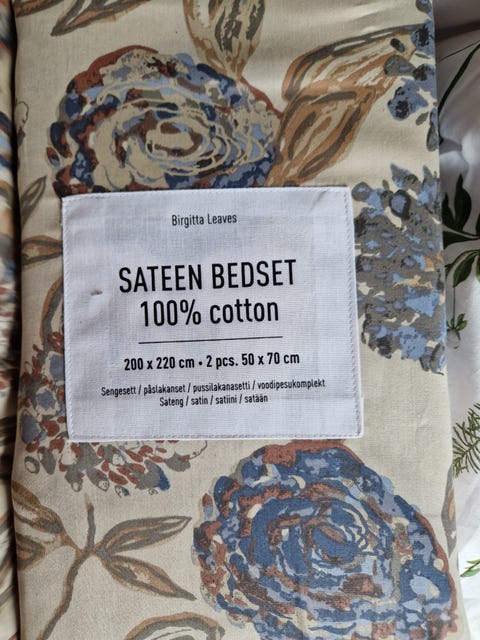 Birgitta Leaves
SATEEN BEDSET
100% cotton
200 x 220 cm • 2 pcs. 50 x 70 cm
Sengesett / påslakanset / pussilakanasetti / voodipesukomplekt
Sateng / satin / satiini / satään